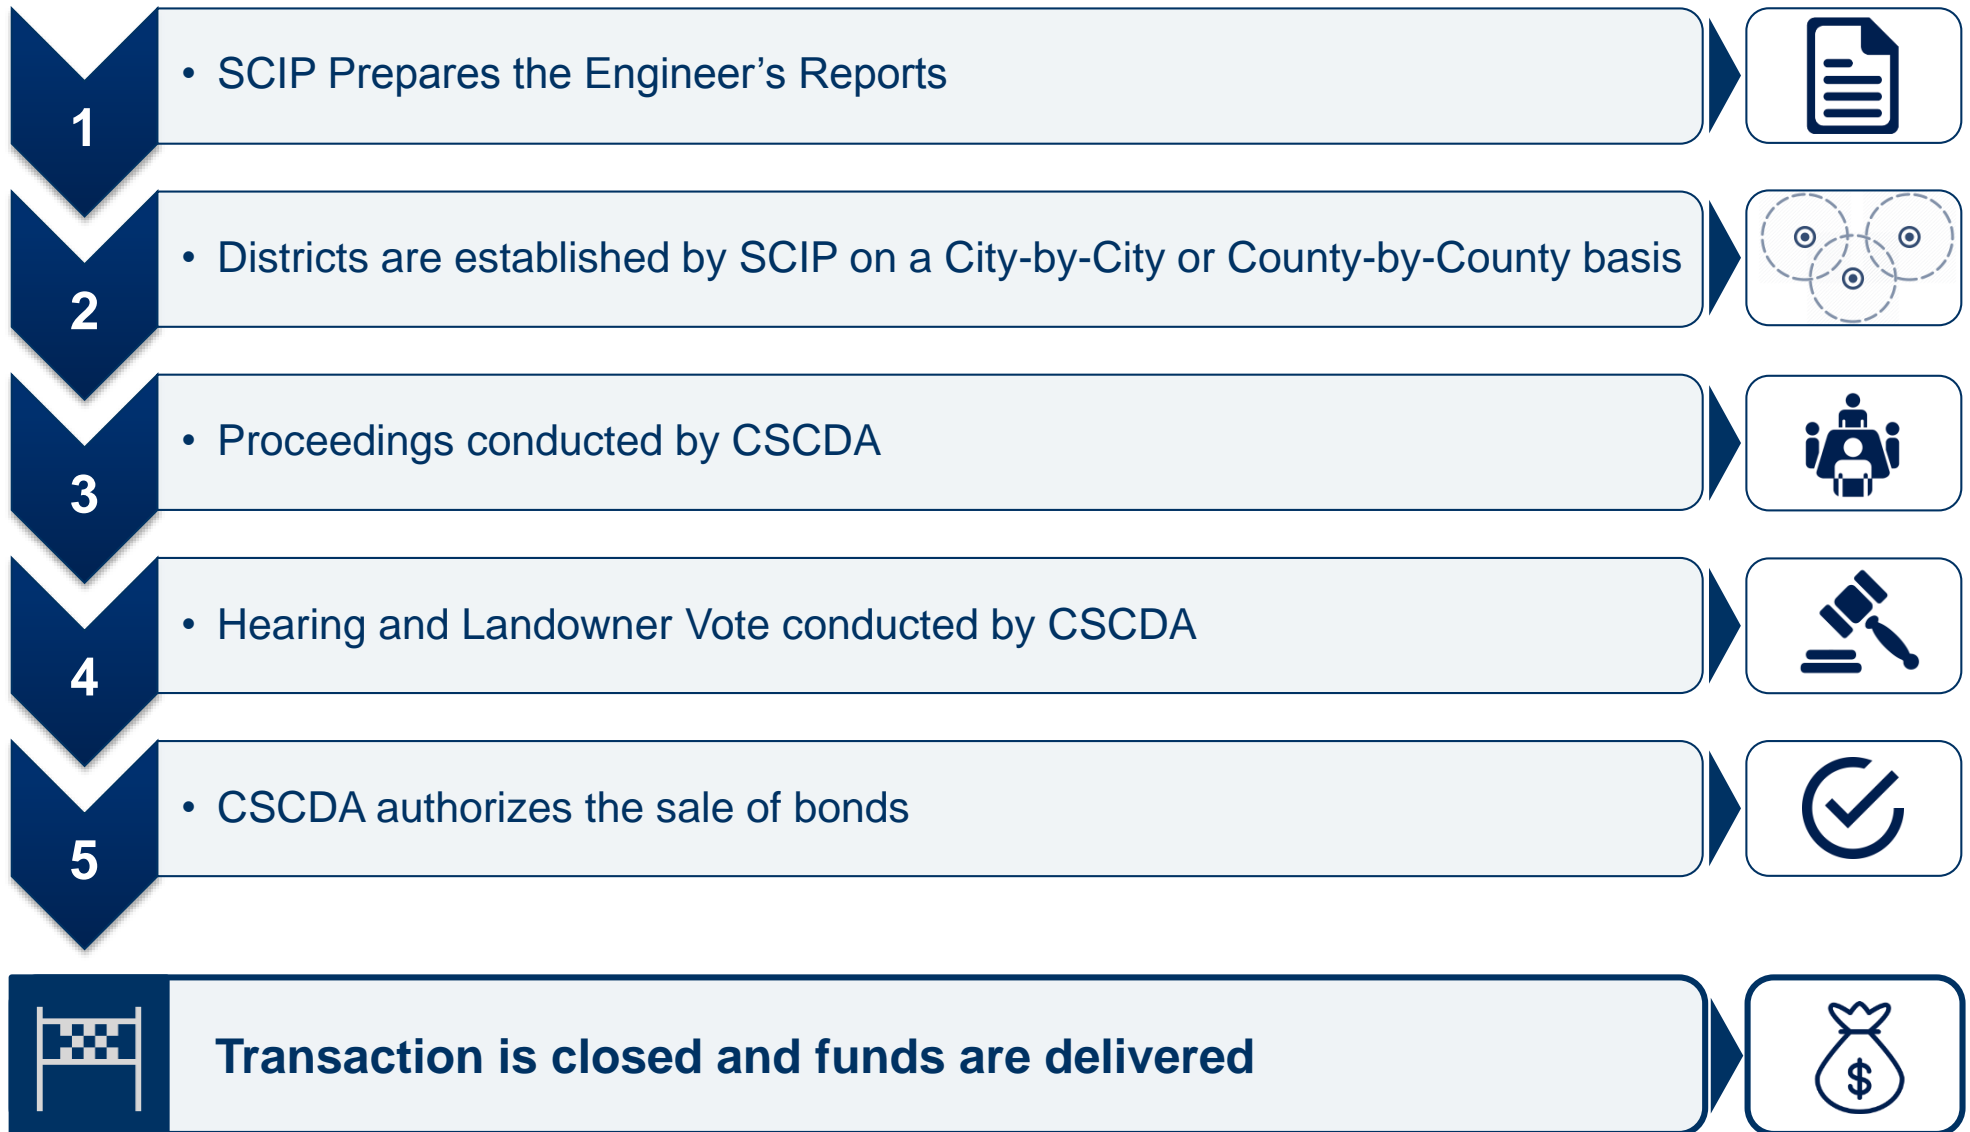 1
• SCIP Prepares the Engineer’s Reports
2
• Districts are established by SCIP on a City-by-City or County-by-County basis
3
• Proceedings conducted by CSCDA
4
• Hearing and Landowner Vote conducted by CSCDA
5
• CSCDA authorizes the sale of bonds
Transaction is closed and funds are delivered
$